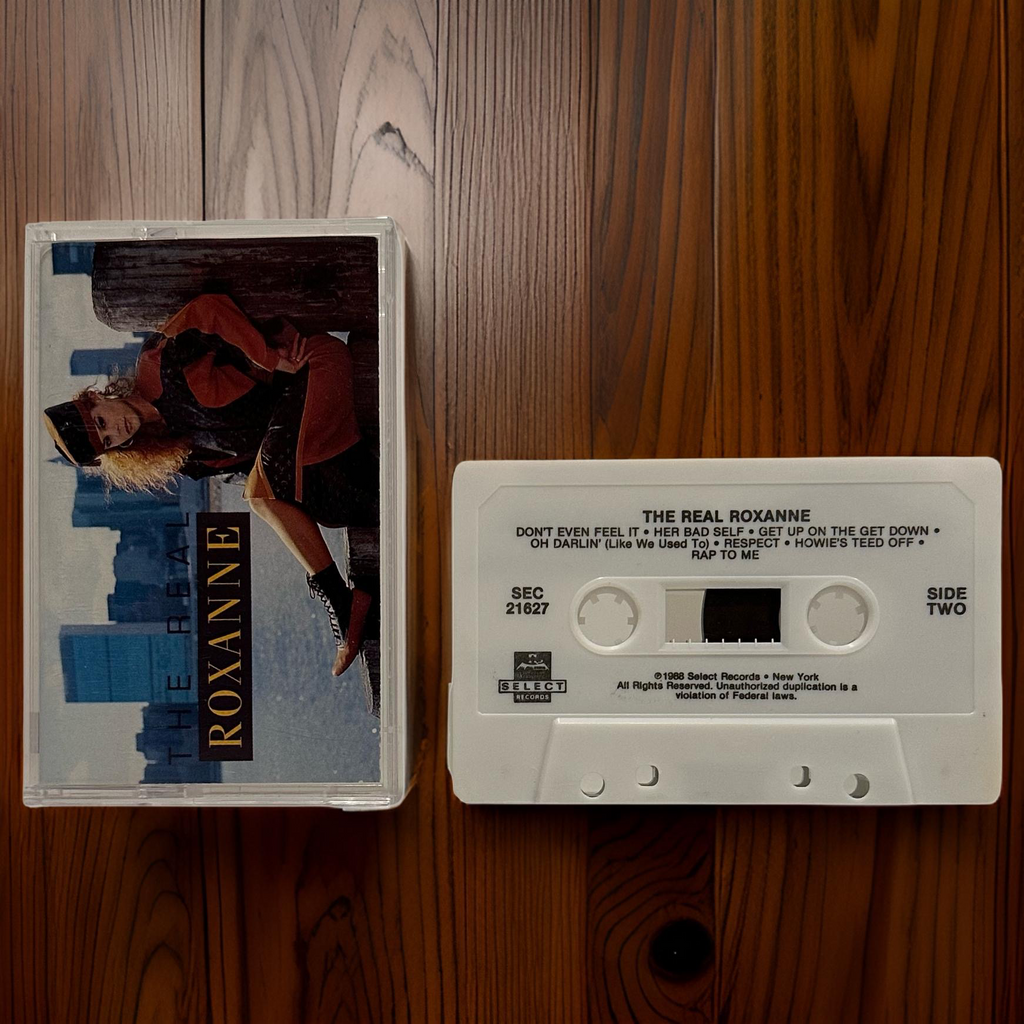 THE REAL
ROXANNE
THE REAL ROXANNE
DON'T EVEN FEEL IT • HER BAD SELF • GET UP ON THE GET DOWN •
OH DARLIN' (Like We Used To) • RESPECT • HOWIE'S TEED OFF •
RAP TO ME
SEC
21627
SIDE
TWO
SELECT
RECORDS
©1988 Select Records • New York
All Rights Reserved. Unauthorized duplication is a
violation of Federal laws.